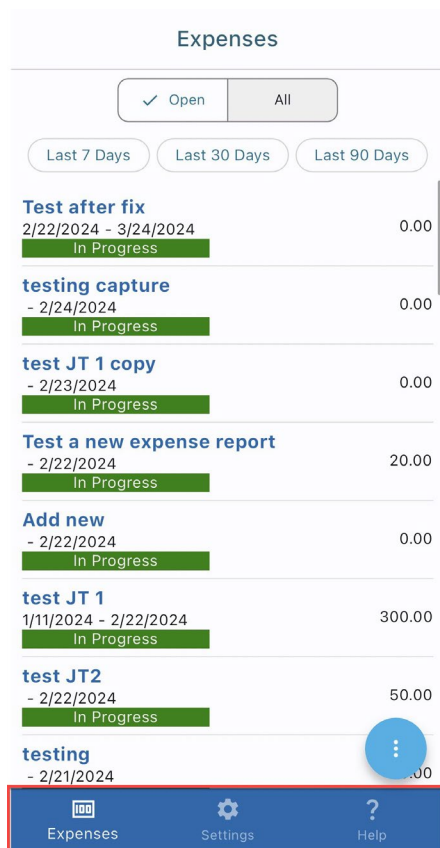 Expenses
Open All
Last 7 Days Last 30 Days Last 90 Days
Test after fix
2/22/2024 - 3/24/2024 0.00
In Progress
testing capture
- 2/24/2024 0.00
In Progress
test JT 1 copy
- 2/23/2024 0.00
In Progress
Test a new expense report
- 2/22/2024 20.00
In Progress
Add new
- 2/22/2024 0.00
In Progress
test JT 1
1/11/2024 - 2/22/2024 300.00
In Progress
test JT2
- 2/22/2024 50.00
In Progress
testing
- 2/21/2024
Expenses Settings Help